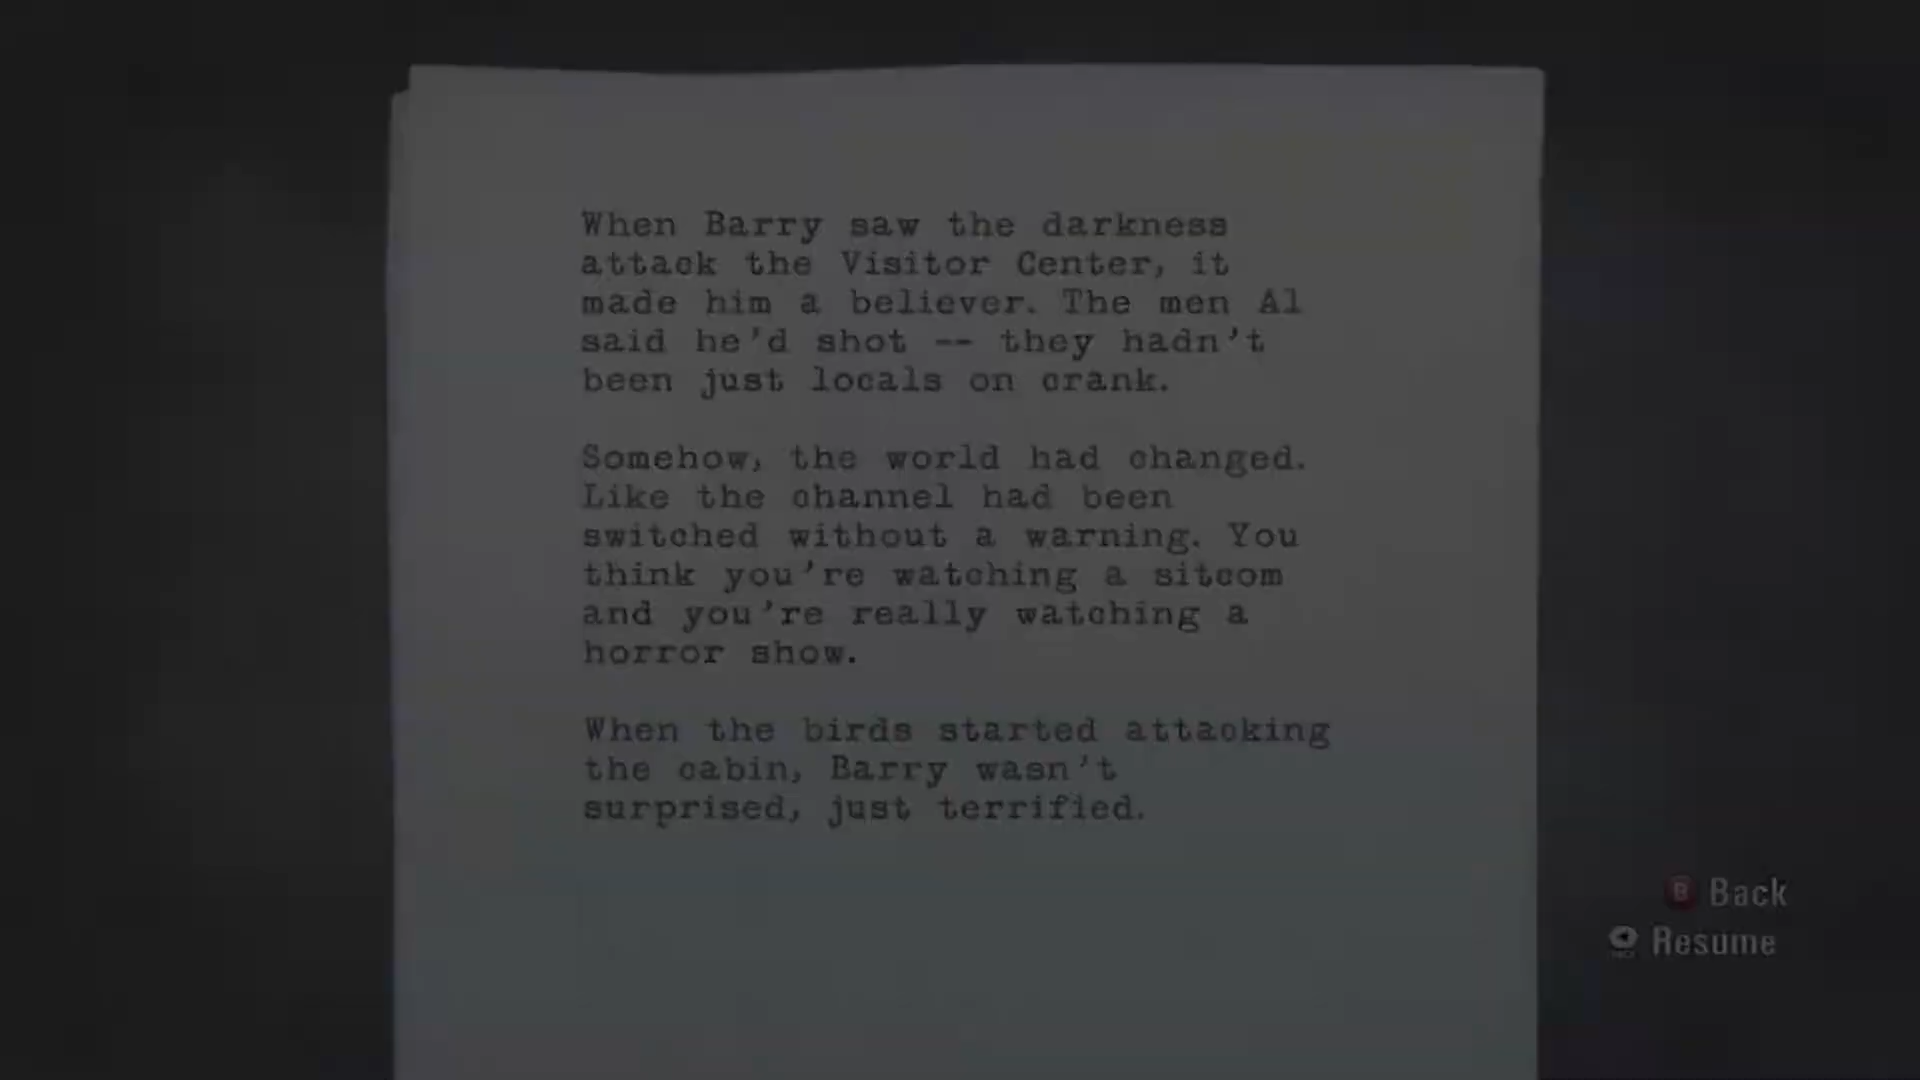 When Barry saw the darkness
attack the Visitor Center, it
made him a believer. The men Al
said he'd shot -- they hadn't
been just locals on crank.
Somehow, the world had changed.
Like the channel had been
switched without a warning. You
think you're watching a sitcom
and you're really watching a
horror show.
When the birds started attacking
the cabin, Barry wasn't
surprised, just terrified.
B Back
Resume